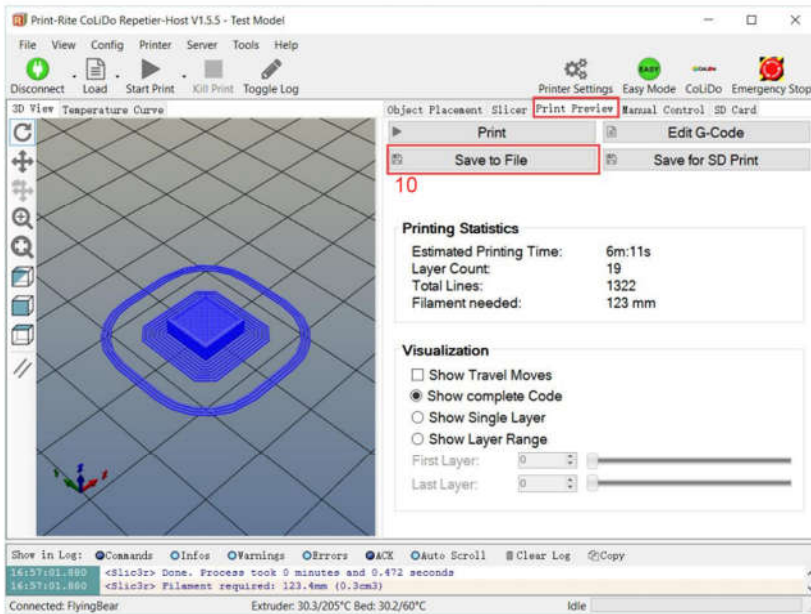 Print-Rite CoLiDo Repetier-Host V1.5.5 - Test Model
File View Config Printer Server Tools Help
Disconnect Load Start Print Kill Print Toggle Log Printer Settings Easy Mode CoLiDo Emergency Stop
EASY
3D View Temperature Curve Object Placement Slicer Print Preview Manual Control SD Card
Print Edit G-Code
Save to File Save for SD Print
10
Printing Statistics
Estimated Printing Time: 6m:11s
Layer Count: 19
Total Lines: 1322
Filament needed: 123 mm
Visualization
Show Travel Moves
Show complete Code
Show Single Layer
Show Layer Range
First Layer: 0
Last Layer: 0
Show in Log: Commands Infos Warnings Errors ACK Auto Scroll Clear Log Copy
16:57:01.880 <Slic3r> Done. Process took 0 minutes and 0.472 seconds
16:57:01.880 <Slic3r> Filament required: 123.4mm (0.3cm3)
Connected: FlyingBear Extruder: 30.3/205°C Bed: 30.2/60°C Idle